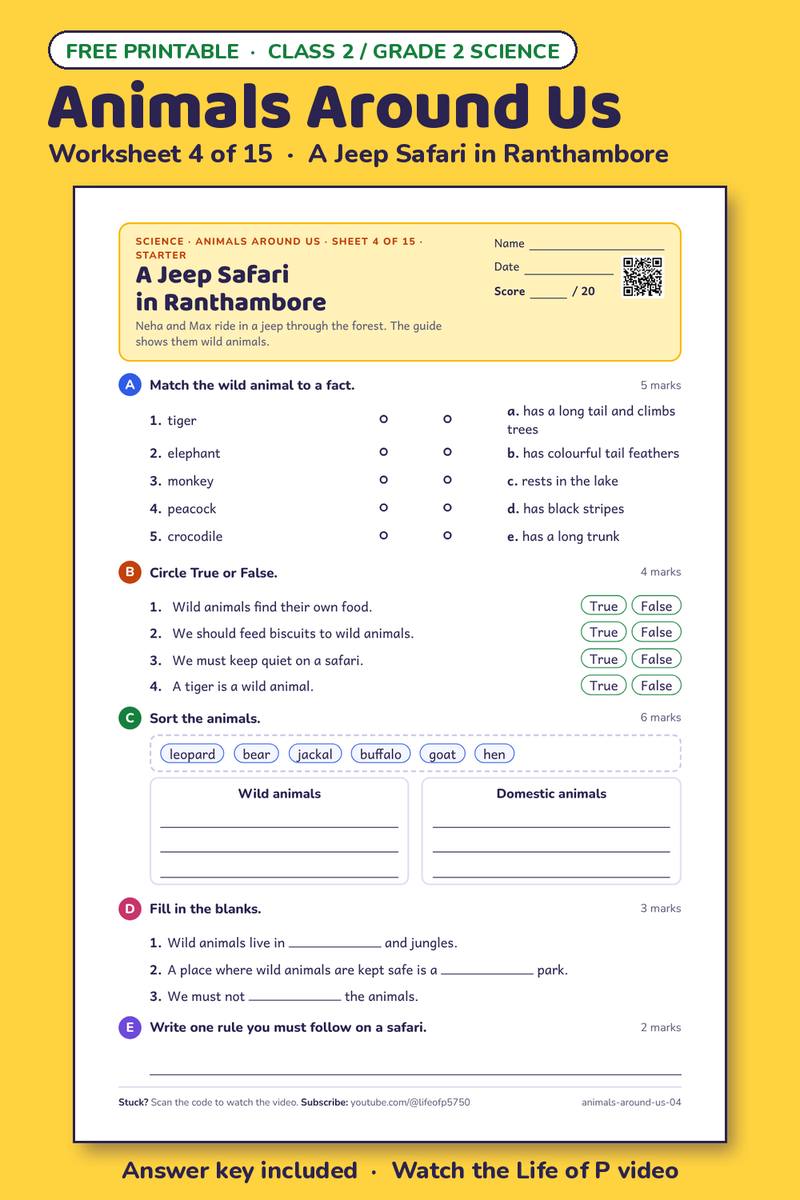 FREE PRINTABLE · CLASS 2 / GRADE 2 SCIENCE
Animals Around Us
Worksheet 4 of 15 · A Jeep Safari in Ranthambore
SCIENCE · ANIMALS AROUND US · SHEET 4 OF 15 ·
STARTER
A Jeep Safari
in Ranthambore
Neha and Max ride in a jeep through the forest. The guide
shows them wild animals.
Name
Date
Score / 20
A Match the wild animal to a fact. 5 marks
1. tiger a. has a long tail and climbs
trees
2. elephant b. has colourful tail feathers
3. monkey c. rests in the lake
4. peacock d. has black stripes
5. crocodile e. has a long trunk
B Circle True or False. 4 marks
1. Wild animals find their own food. True False
2. We should feed biscuits to wild animals. True False
3. We must keep quiet on a safari. True False
4. A tiger is a wild animal. True False
C Sort the animals. 6 marks
leopard bear jackal buffalo goat hen
Wild animals Domestic animals
D Fill in the blanks. 3 marks
1. Wild animals live in ____________ and jungles.
2. A place where wild animals are kept safe is a ____________ park.
3. We must not ____________ the animals.
E Write one rule you must follow on a safari. 2 marks
Stuck? Scan the code to watch the video. Subscribe: youtube.com/@lifeofp5750 animals-around-us-04
Answer key included · Watch the Life of P video